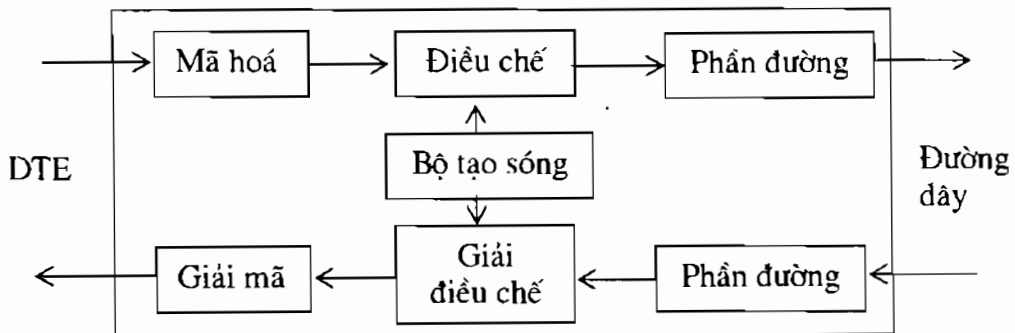 Mã hoá
Điều chế
Phần đường
DTE
Bộ tạo sóng
Đường
dây
Giải mã
Giải
điều chế
Phần đường